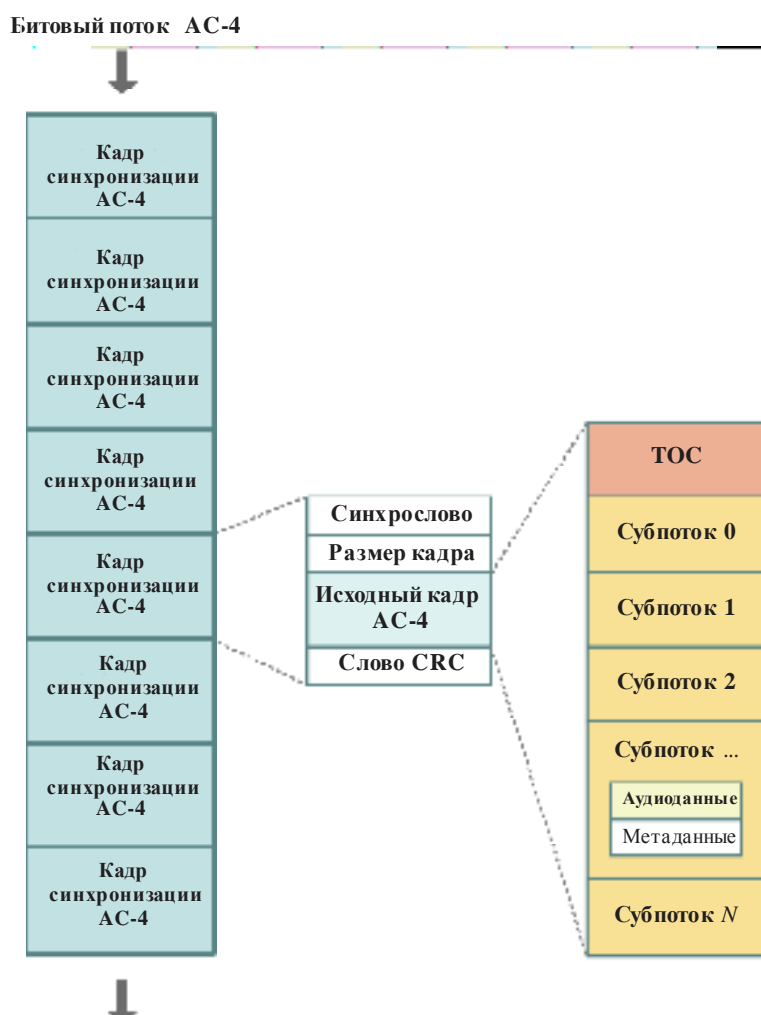 Битовый поток АС-4
Кадр
синхронизации
АС-4
Кадр
синхронизации
АС-4
Кадр
синхронизации
АС-4
Кадр
синхронизации
АС-4
Кадр
синхронизации
АС-4
Кадр
синхронизации
АС-4
Кадр
синхронизации
АС-4
Кадр
синхронизации
АС-4
Синхрослово
Размер кадра
Исходный кадр
АС-4
Слово CRC
TOC
Субпоток 0
Субпоток 1
Субпоток 2
Субпоток ...
Аудиоданные
Метаданные
Субпоток N